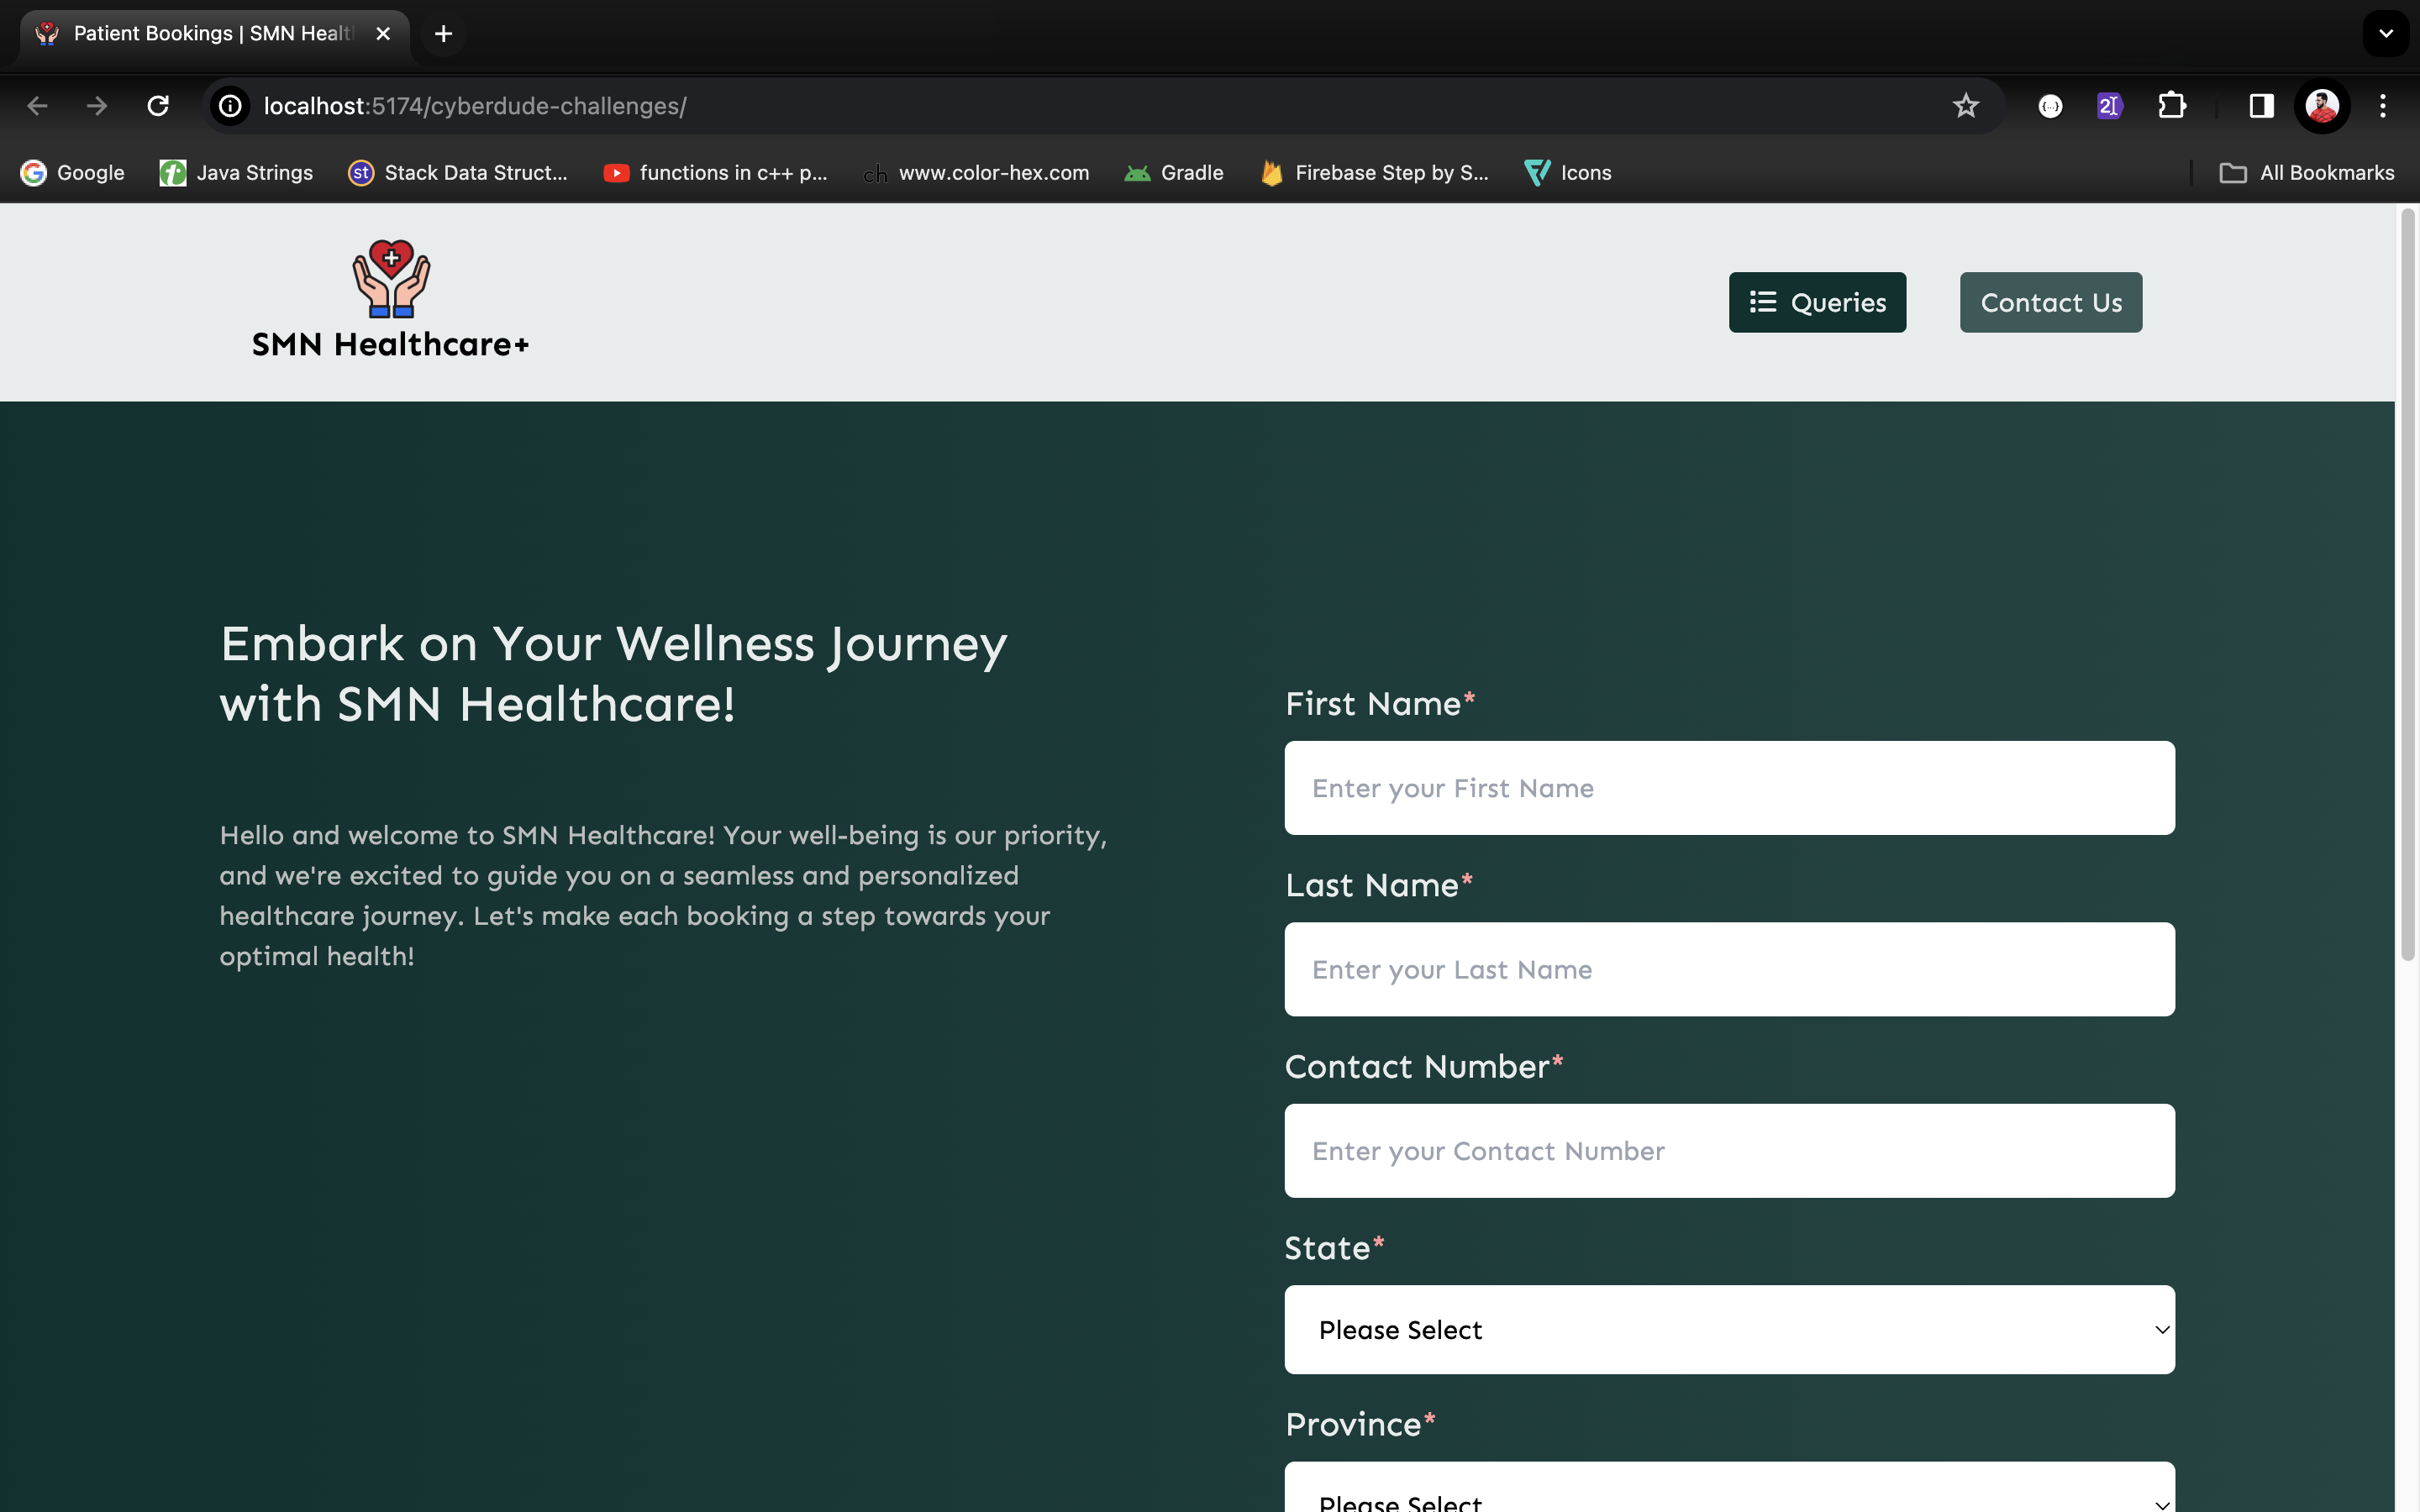 Patient Bookings | SMN Healt
localhost:5174/cyberdude-challenges/
2
Google
Java Strings
st
Stack Data Struct...
functions in c++ p...
ch
www.color-hex.com
Gradle
Firebase Step by S...
Icons
All Bookmarks
SMN Healthcare+
Queries
Contact Us
Embark on Your Wellness Journey
with SMN Healthcare!
Hello and welcome to SMN Healthcare! Your well-being is our priority,
and we're excited to guide you on a seamless and personalized
healthcare journey. Let's make each booking a step towards your
optimal health!
First Name*
Enter your First Name
Last Name*
Enter your Last Name
Contact Number*
Enter your Contact Number
State*
Please Select
Province*
Please Select